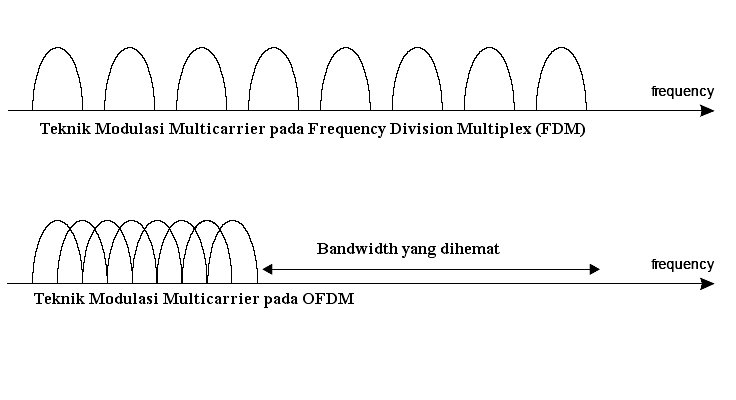 frequency
Teknik Modulasi Multicarrier pada Frequency Division Multiplex (FDM)
Bandwidth yang dihemat
frequency
Teknik Modulasi Multicarrier pada OFDM